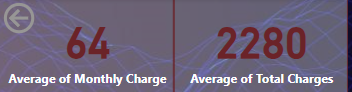 64
2280
Average of Monthly Charge
Average of Total Charges